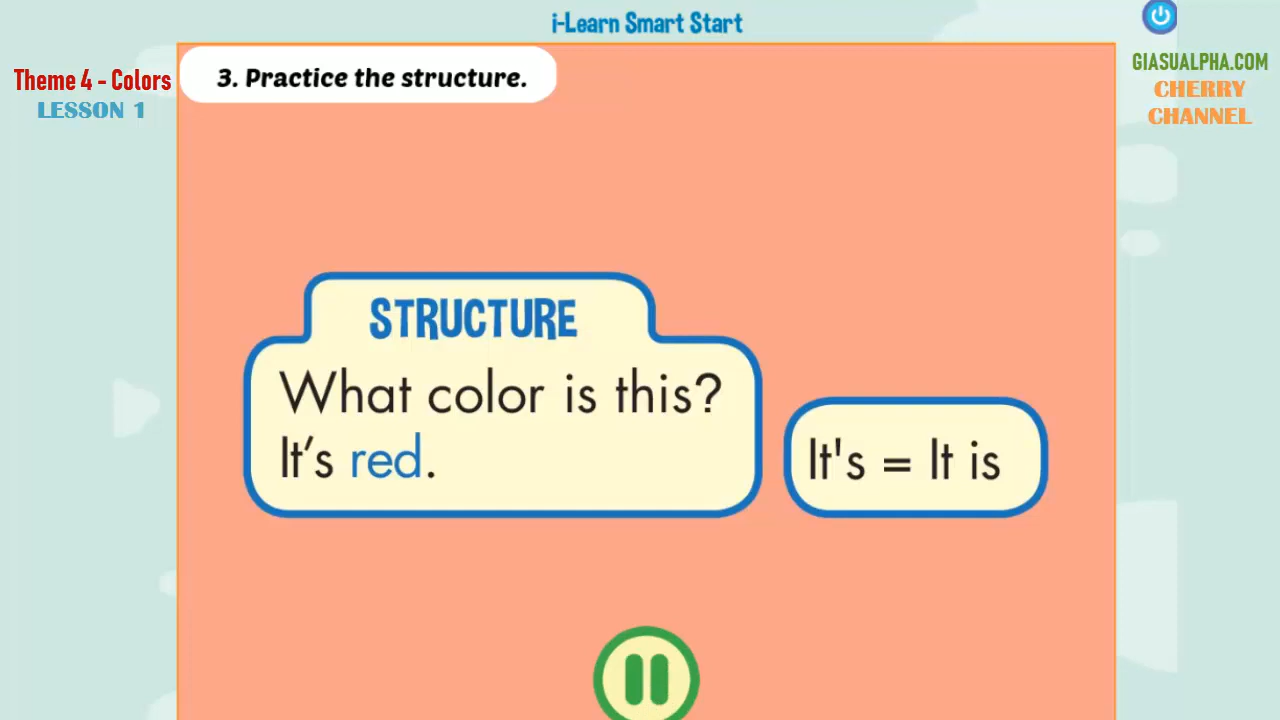 i-Learn Smart Start
Theme 4 - Colors
LESSON 1
3. Practice the structure.
GIASUALPHA.COM
CHERRY
CHANNEL
STRUCTURE
What color is this?
It’s red.
It's = It is